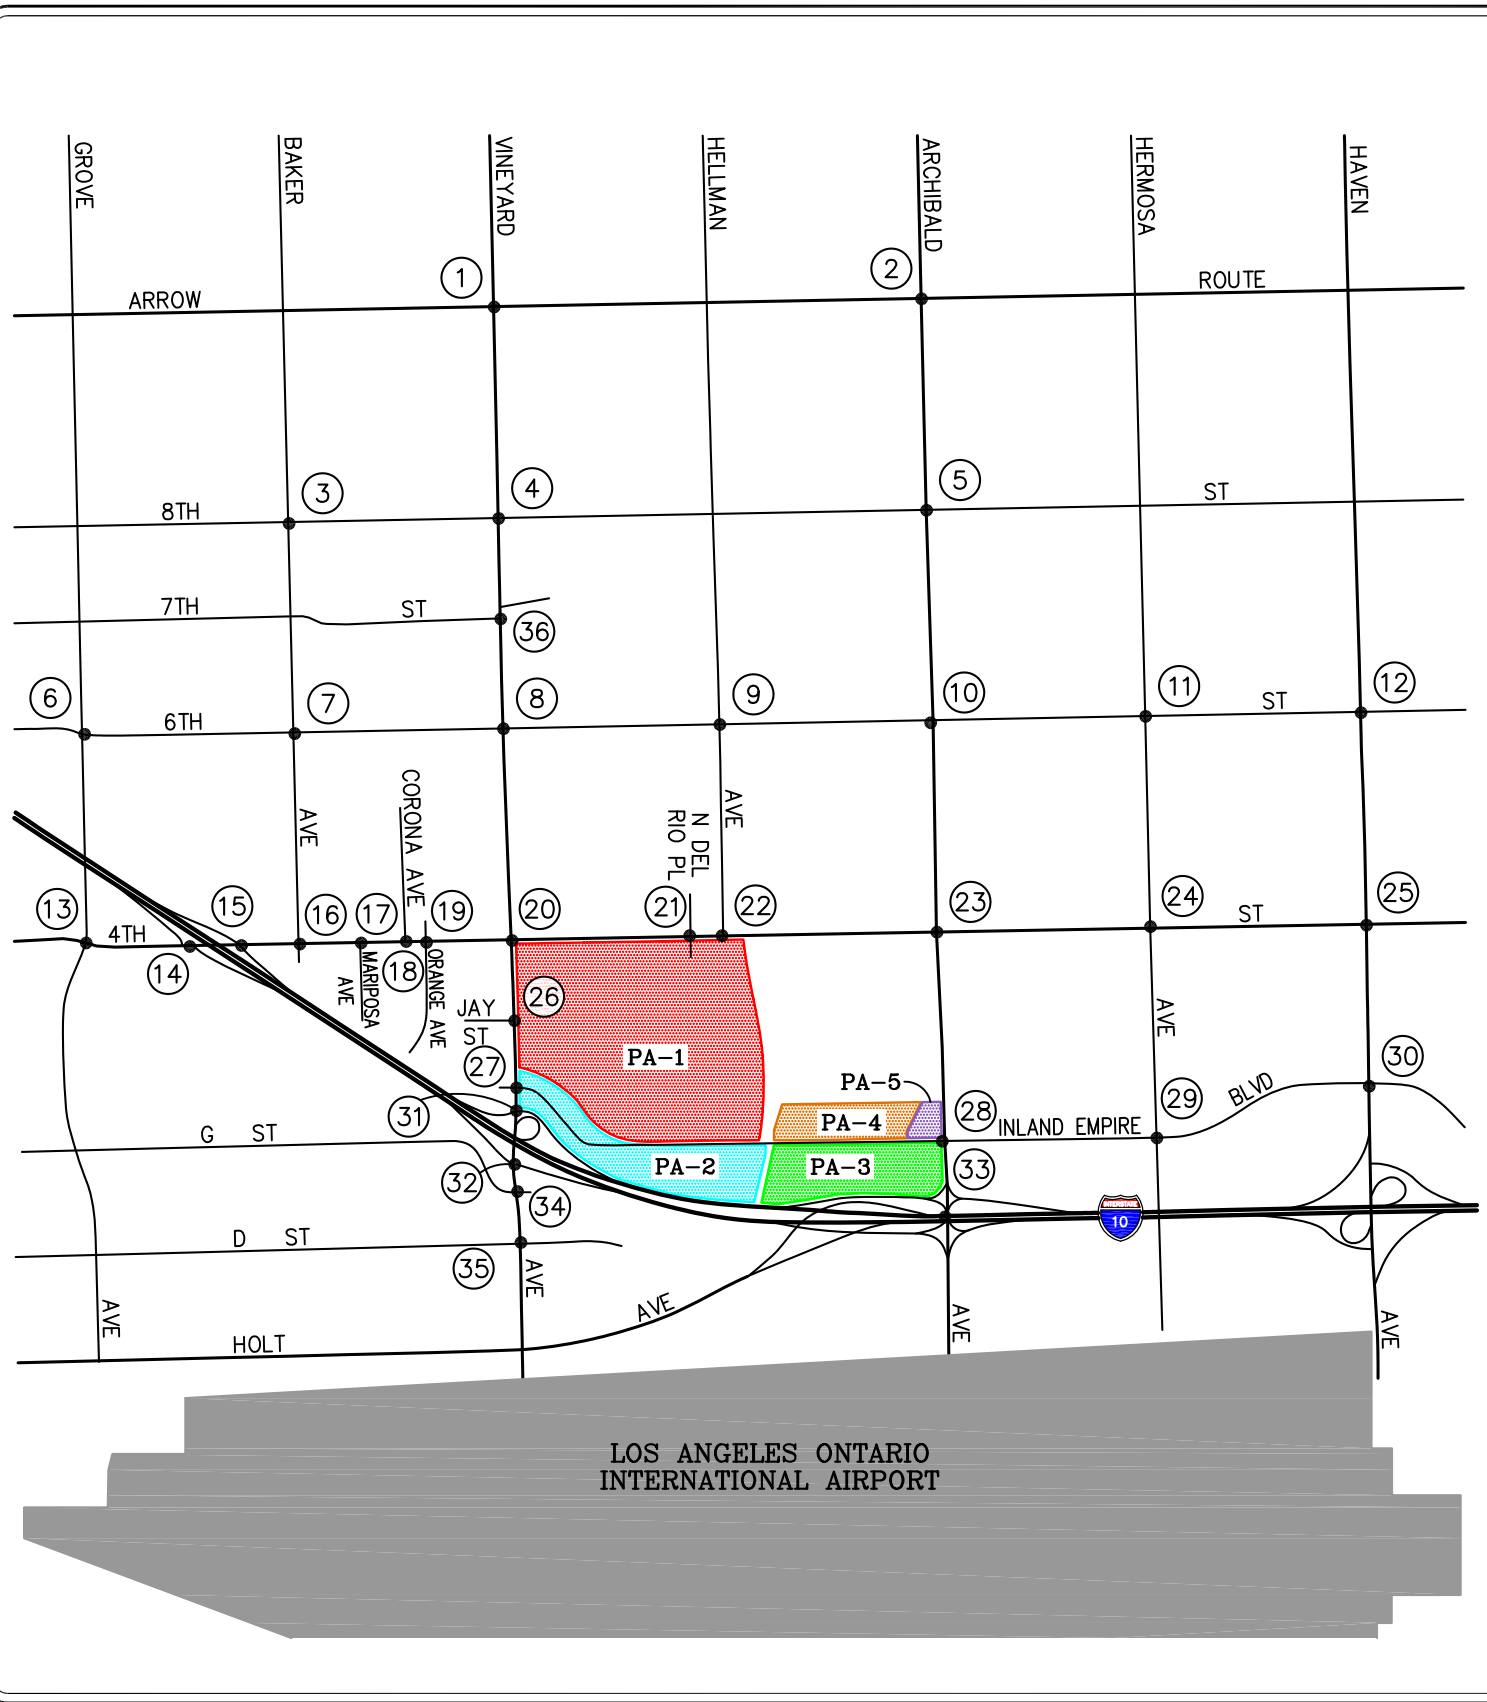 GROVE
BAKER
VINEYARD
HELLMAN
ARCHIBALD
HERMOSA
HAVEN
1
2
ARROW
ROUTE
3
4
5
8TH
ST
7TH
ST
36
6
7
8
9
10
11
12
6TH
ST
AVE
CORONA AVE
N DEL
RIO PL
AVE
13
15
16
17
19
20
21
22
23
24
25
4TH
ST
14
18
MARIPOSA
AVE
ORANGE AVE
26
JAY
ST
AVE
27
PA-1
30
PA-5
BLVD
31
PA-4
28
INLAND EMPIRE
29
G ST
32
PA-2
PA-3
33
34
INTERSTATE
10
D ST
35
AVE
AVE
AVE
AVE
AVE
HOLT
LOS ANGELES ONTARIO
INTERNATIONAL AIRPORT